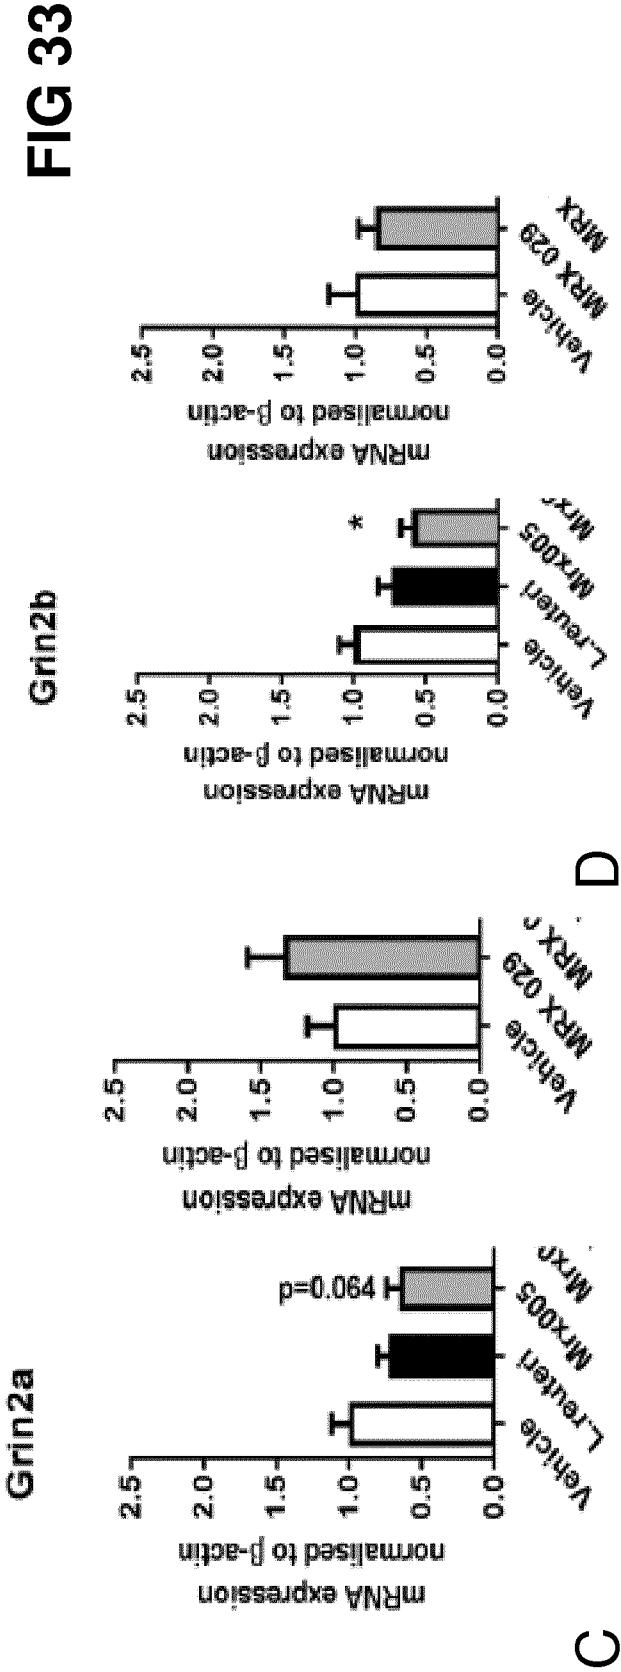 FIG 33
C
Grin2a
mRNA expression
normalised to β-actin
2.5
2.0
1.5
1.0
0.5
0.0
p=0.064
Vehicle
L.reuteri
Mrx005
mRNA expression
normalised to β-actin
2.5
2.0
1.5
1.0
0.5
0.0
Vehicle
MRX 029
D
Grin2b
mRNA expression
normalised to β-actin
2.5
2.0
1.5
1.0
0.5
0.0
*
Vehicle
L.reuteri
Mrx005
mRNA expression
normalised to β-actin
2.5
2.0
1.5
1.0
0.5
0.0
Vehicle
MRX 029
MRX